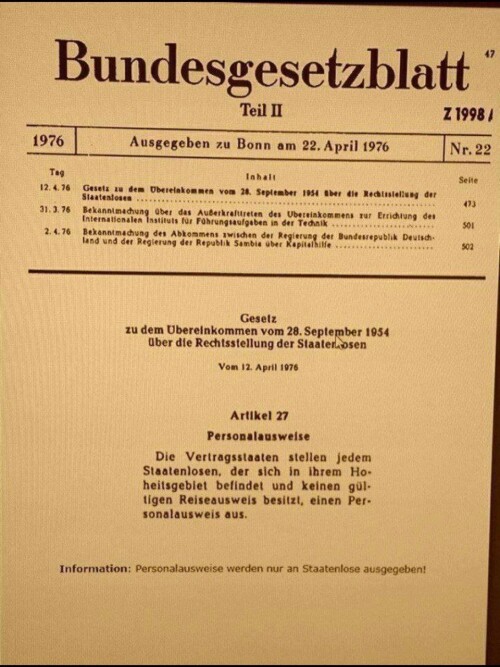 47
Bundesgesetzblatt
Teil II
Z 1998 A
1976 Ausgegeben zu Bonn am 22. April 1976 Nr. 22
Tag Inhalt Seite
12. 4. 76 Gesetz zu dem Übereinkommen vom 28. September 1954 über die Rechtsstellung der
Staatenlosen 473
31. 3. 76 Bekanntmachung über das Außerkrafttreten des Übereinkommens zur Errichtung des
Internationalen Instituts für Führungsaufgaben in der Technik 501
2. 4. 76 Bekanntmachung des Abkommens zwischen der Regierung der Bundesrepublik Deutsch-
land und der Regierung der Republik Sambia über Kapitalhilfe 502
Gesetz
zu dem Übereinkommen vom 28. September 1954
über die Rechtsstellung der Staatenlosen
Vom 12. April 1976
Artikel 27
Personalausweise
Die Vertragsstaaten stellen jedem
Staatenlosen, der sich in ihrem Ho-
heitsgebiet befindet und keinen gül-
tigen Reiseausweis besitzt, einen Per-
sonalausweis aus.
Information: Personalausweise werden nur an Staatenlose ausgegeben!